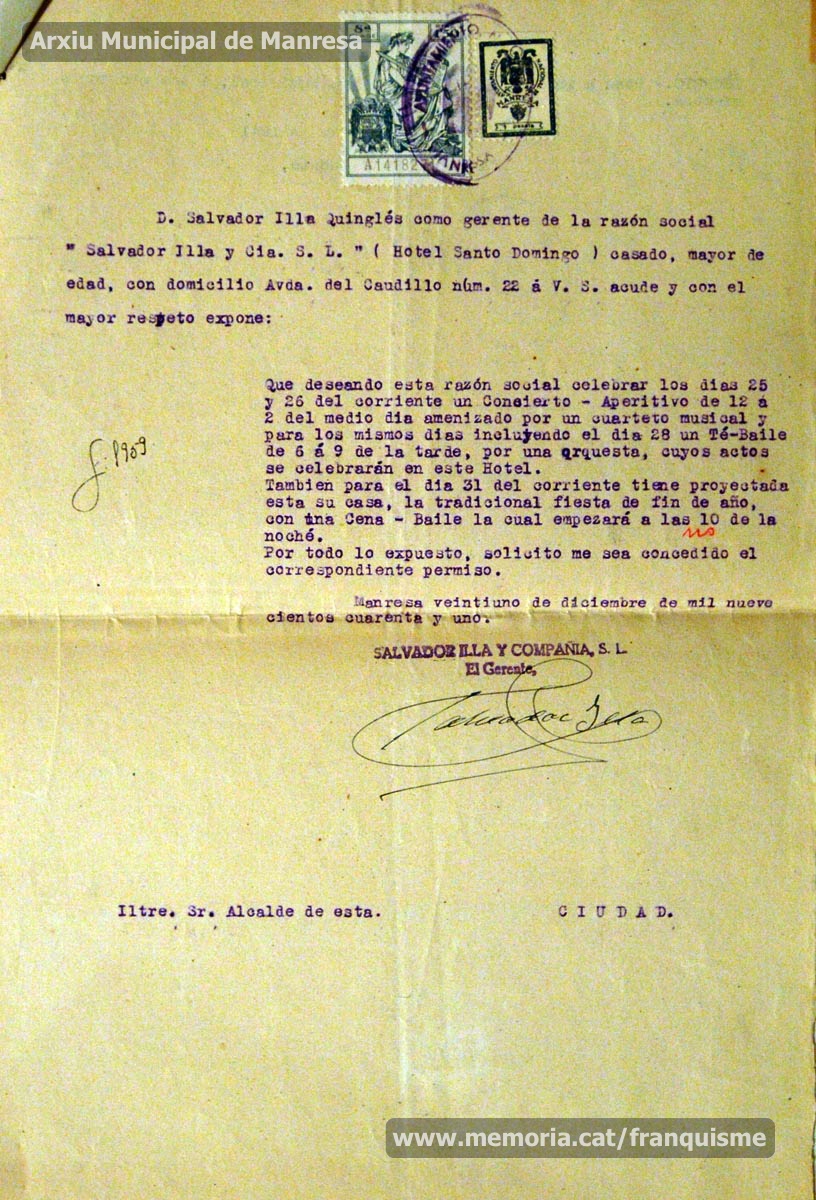 Arxiu Municipal de Manresa
AYUNTAMIENTO
MANRESA
A14182
D. Salvador Illa Quinglés como gerente de la razón social
" Salvador Illa y Cia. S. L. " ( Hotel Santo Domingo ) casado, mayor de
edad, con domicilio Avda. del Caudillo núm. 22 á V. S. acude y con el
mayor respeto expone:
Que deseando esta razón social celebrar los dias 25
y 26 del corriente un Concierto - Aperitivo de 12 á
2 del medio dia amenizado por un cuarteto musical y
para los mismos dias incluyendo el dia 28 un Té-Baile
de 6 á 9 de la tarde, por una orquesta, cuyos actos
se celebrarán en este Hotel.
Tambien para el dia 31 del corriente tiene proyectada
esta su casa, la tradicional fiesta de fin de año,
con una Cena - Baile la cual empezará a las 10 de la
noché.
no
Por todo lo expuesto, solicito me sea concedido el
correspondiente permiso.
Manresa veintiuno de diciembre de mil nueve
cientos cuarenta y uno.
SALVADOR ILLA Y COMPAÑIA, S. L.
El Gerente,
Salvador Illa
Iltre. Sr. Alcalde de esta. C I U D A D.
www.memoria.cat/franquisme